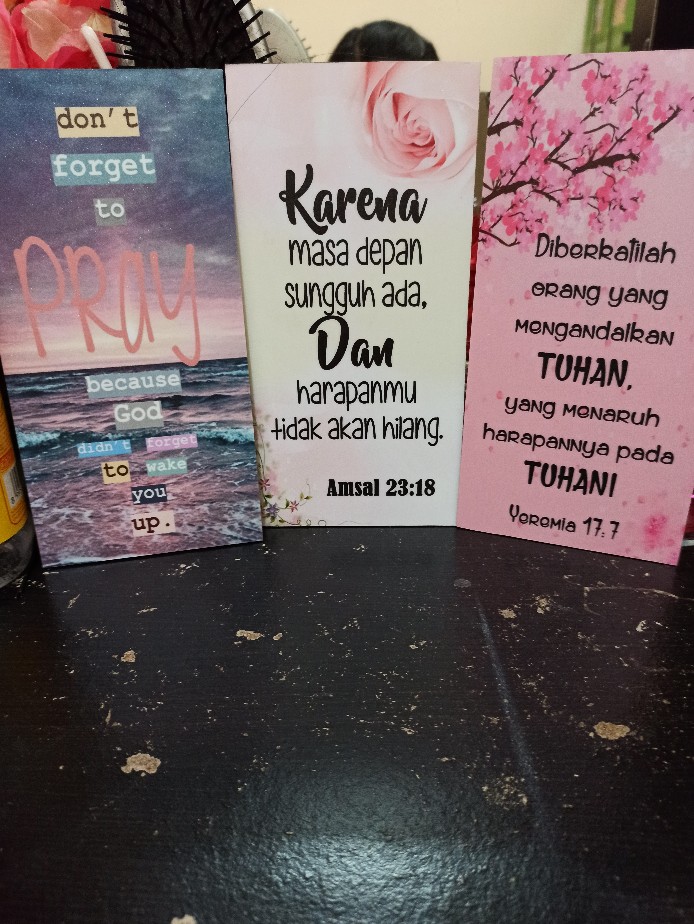 don't
forget
to
PRAY
because
God
didn't forget
to wake
you
up.
Karena
masa depan
sungguh ada,
Dan
harapanmu
tidak akan hilang.
Amsal 23:18
Diberkatilah
orang yang
mengandalkan
TUHAN,
yang menaruh
harapannya pada
TUHAN!
Yeremia 17:7